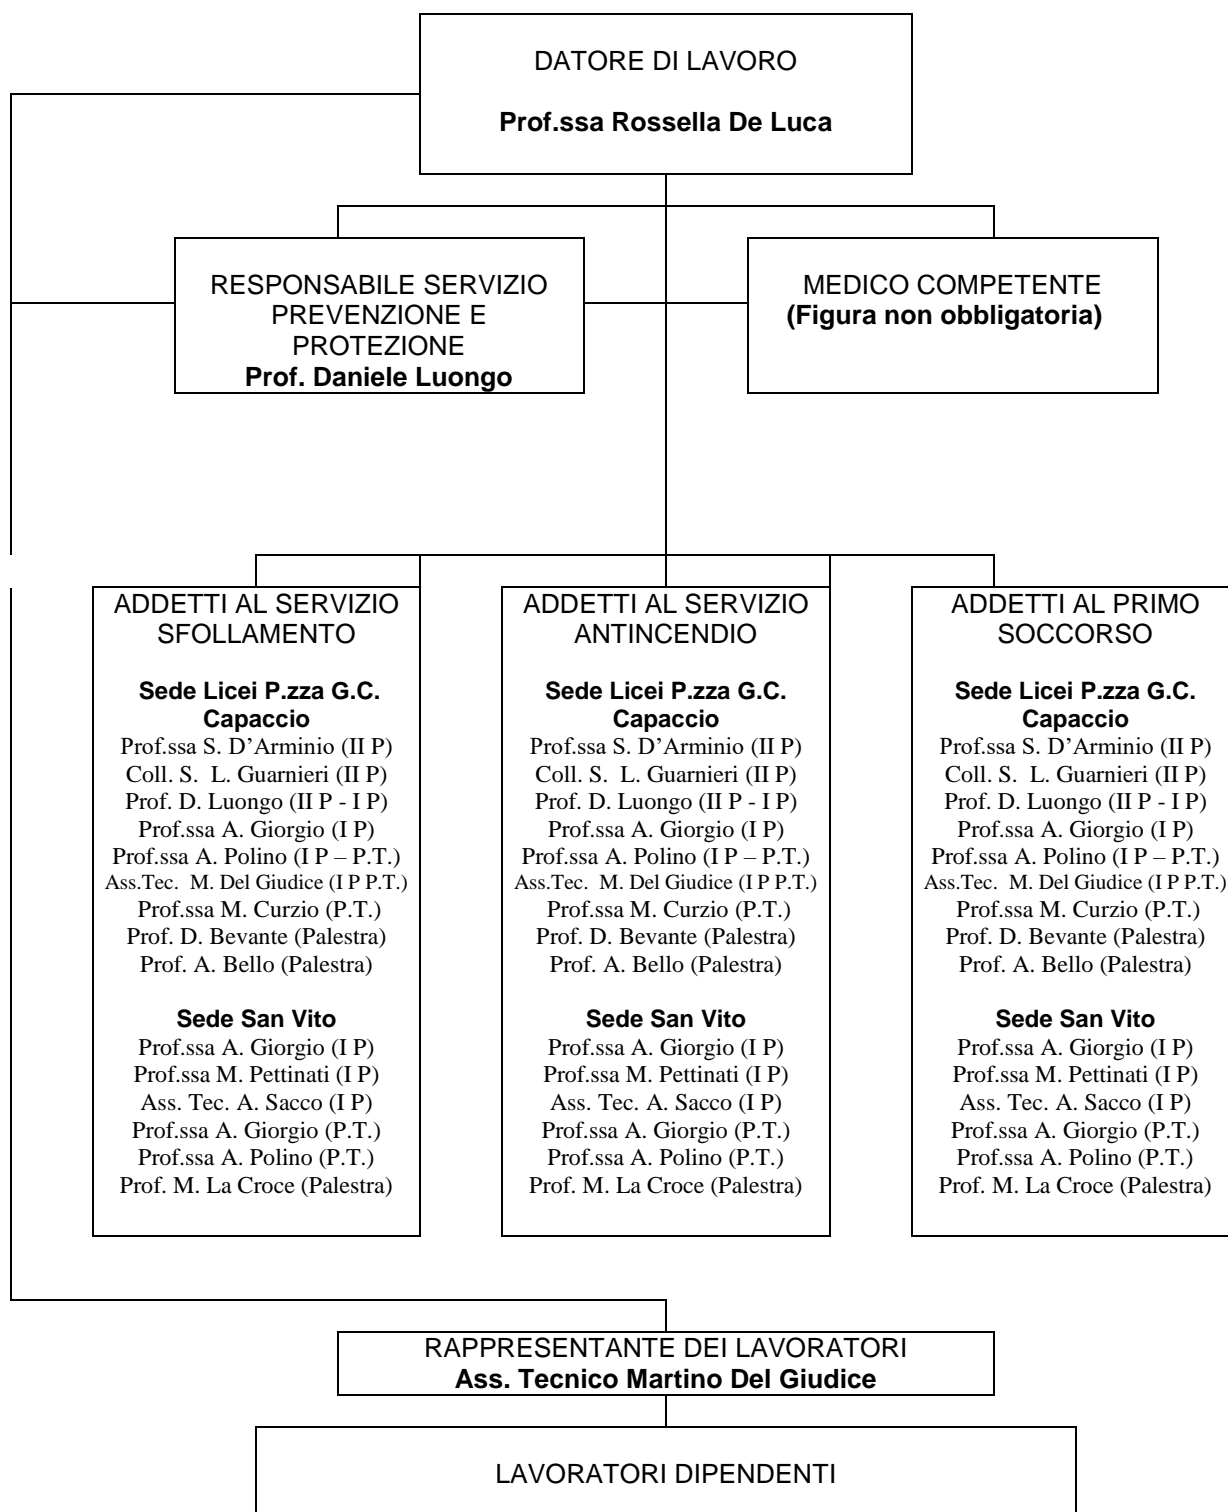 DATORE DI LAVORO
Prof.ssa Rossella De Luca
RESPONSABILE SERVIZIO
PREVENZIONE E
PROTEZIONE
Prof. Daniele Luongo
MEDICO COMPETENTE
(Figura non obbligatoria)
ADDETTI AL SERVIZIO
SFOLLAMENTO
Sede Licei P.zza G.C.
Capaccio
Prof.ssa S. D’Arminio (II P)
Coll. S.  L. Guarnieri (II P)
Prof. D. Luongo (II P - I P)
Prof.ssa A. Giorgio (I P)
Prof.ssa A. Polino (I P – P.T.)
Ass.Tec.  M. Del Giudice (I P P.T.)
Prof.ssa M. Curzio (P.T.)
Prof. D. Bevante (Palestra)
Prof. A. Bello (Palestra)
Sede San Vito
Prof.ssa A. Giorgio (I P)
Prof.ssa M. Pettinati (I P)
Ass. Tec. A. Sacco (I P)
Prof.ssa A. Giorgio (P.T.)
Prof.ssa A. Polino (P.T.)
Prof. M. La Croce (Palestra)
ADDETTI AL SERVIZIO
ANTINCENDIO
Sede Licei P.zza G.C.
Capaccio
Prof.ssa S. D’Arminio (II P)
Coll. S.  L. Guarnieri (II P)
Prof. D. Luongo (II P - I P)
Prof.ssa A. Giorgio (I P)
Prof.ssa A. Polino (I P – P.T.)
Ass.Tec.  M. Del Giudice (I P P.T.)
Prof.ssa M. Curzio (P.T.)
Prof. D. Bevante (Palestra)
Prof. A. Bello (Palestra)
Sede San Vito
Prof.ssa A. Giorgio (I P)
Prof.ssa M. Pettinati (I P)
Ass. Tec. A. Sacco (I P)
Prof.ssa A. Giorgio (P.T.)
Prof.ssa A. Polino (P.T.)
Prof. M. La Croce (Palestra)
ADDETTI AL PRIMO
SOCCORSO
Sede Licei P.zza G.C.
Capaccio
Prof.ssa S. D’Arminio (II P)
Coll. S.  L. Guarnieri (II P)
Prof. D. Luongo (II P - I P)
Prof.ssa A. Giorgio (I P)
Prof.ssa A. Polino (I P – P.T.)
Ass.Tec.  M. Del Giudice (I P P.T.)
Prof.ssa M. Curzio (P.T.)
Prof. D. Bevante (Palestra)
Prof. A. Bello (Palestra)
Sede San Vito
Prof.ssa A. Giorgio (I P)
Prof.ssa M. Pettinati (I P)
Ass. Tec. A. Sacco (I P)
Prof.ssa A. Giorgio (P.T.)
Prof.ssa A. Polino (P.T.)
Prof. M. La Croce (Palestra)
RAPPRESENTANTE DEI LAVORATORI
Ass. Tecnico Martino Del Giudice
LAVORATORI DIPENDENTI